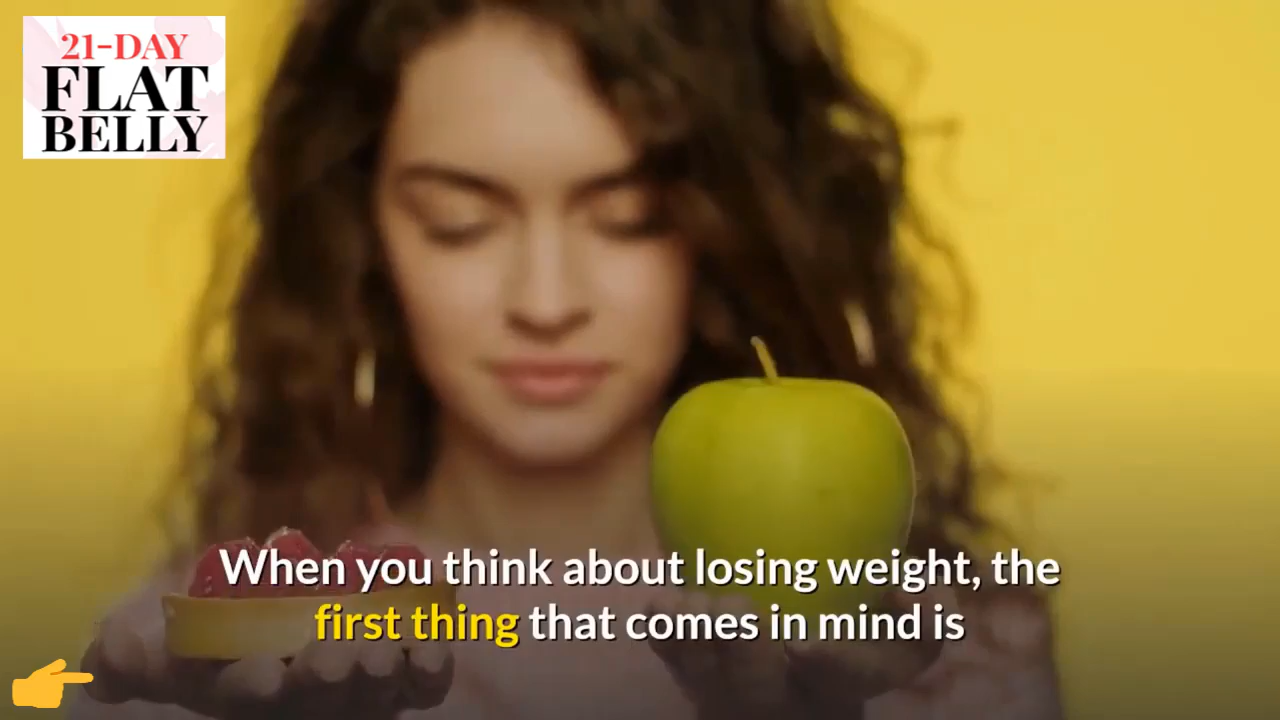 21-DAY
FLAT
BELLY
When you think about losing weight, the
first thing that comes in mind is